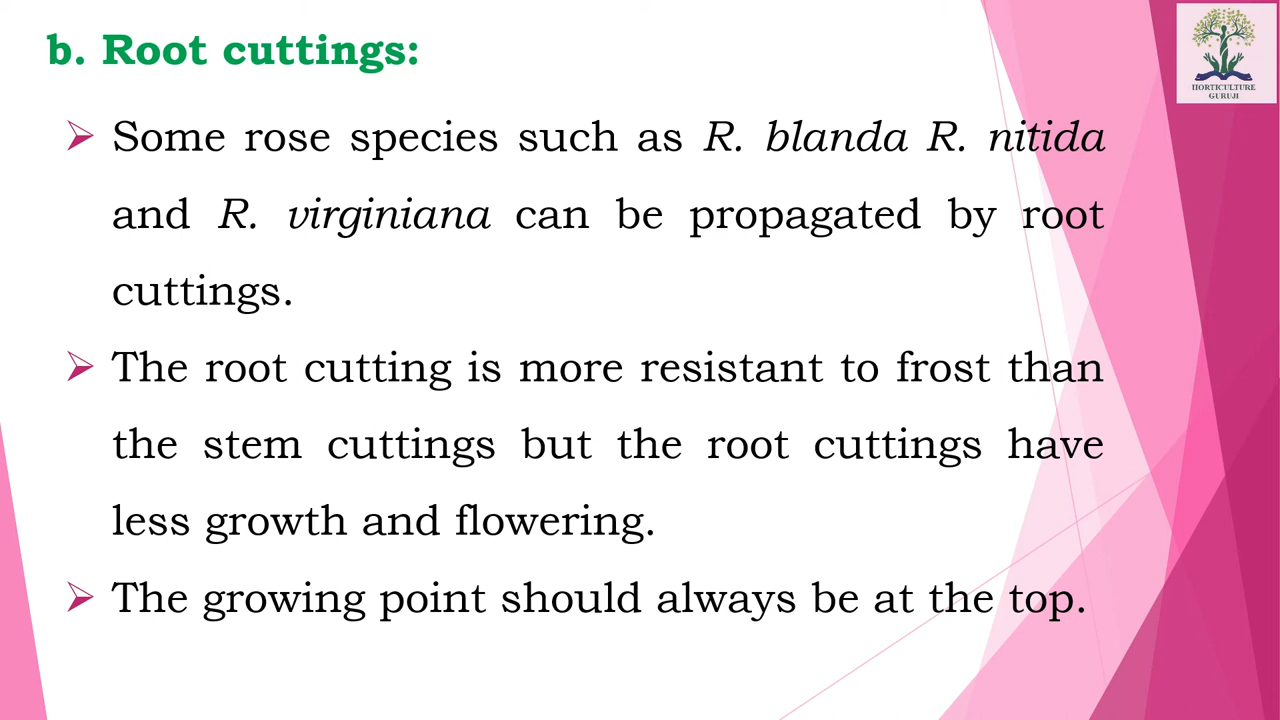 b. Root cuttings:
HORTICULTURE
GURUJI
Some rose species such as R. blanda R. nitida
and R. virginiana can be propagated by root
cuttings.
The root cutting is more resistant to frost than
the stem cuttings but the root cuttings have
less growth and flowering.
The growing point should always be at the top.